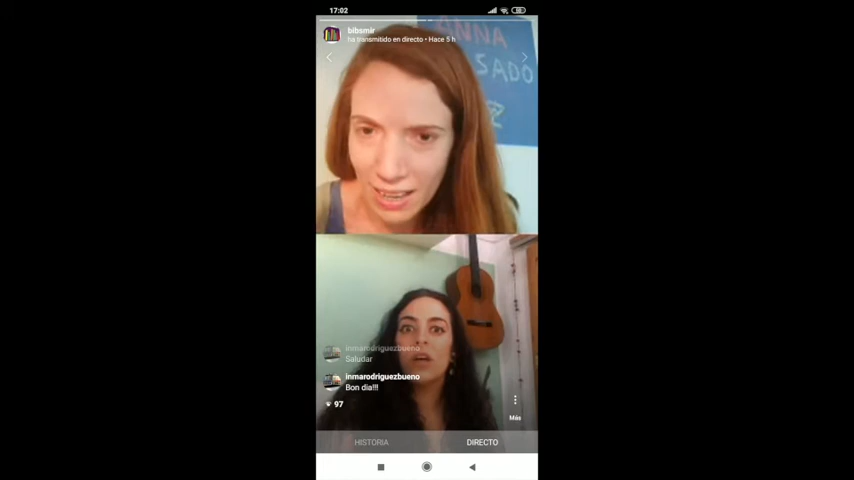 17:02
bibsmir
ha transmitido en directo • Hace 5 h
ANNA
SADO
inmarodriguezbueno
Saludar
inmarodriguezbueno
Bon dia!!!
97
Más
HISTORIA
DIRECTO